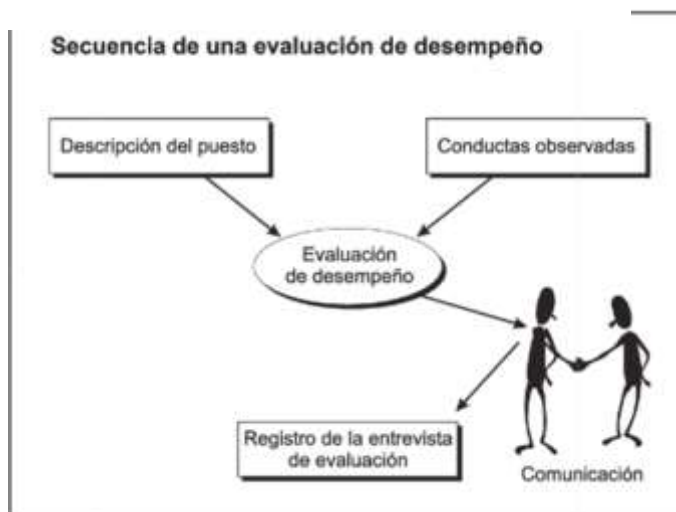 Secuencia de una evaluación de desempeño
Descripción del puesto
Conductas observadas
Evaluación
de desempeño
Registro de la entrevista
de evaluación
Comunicación